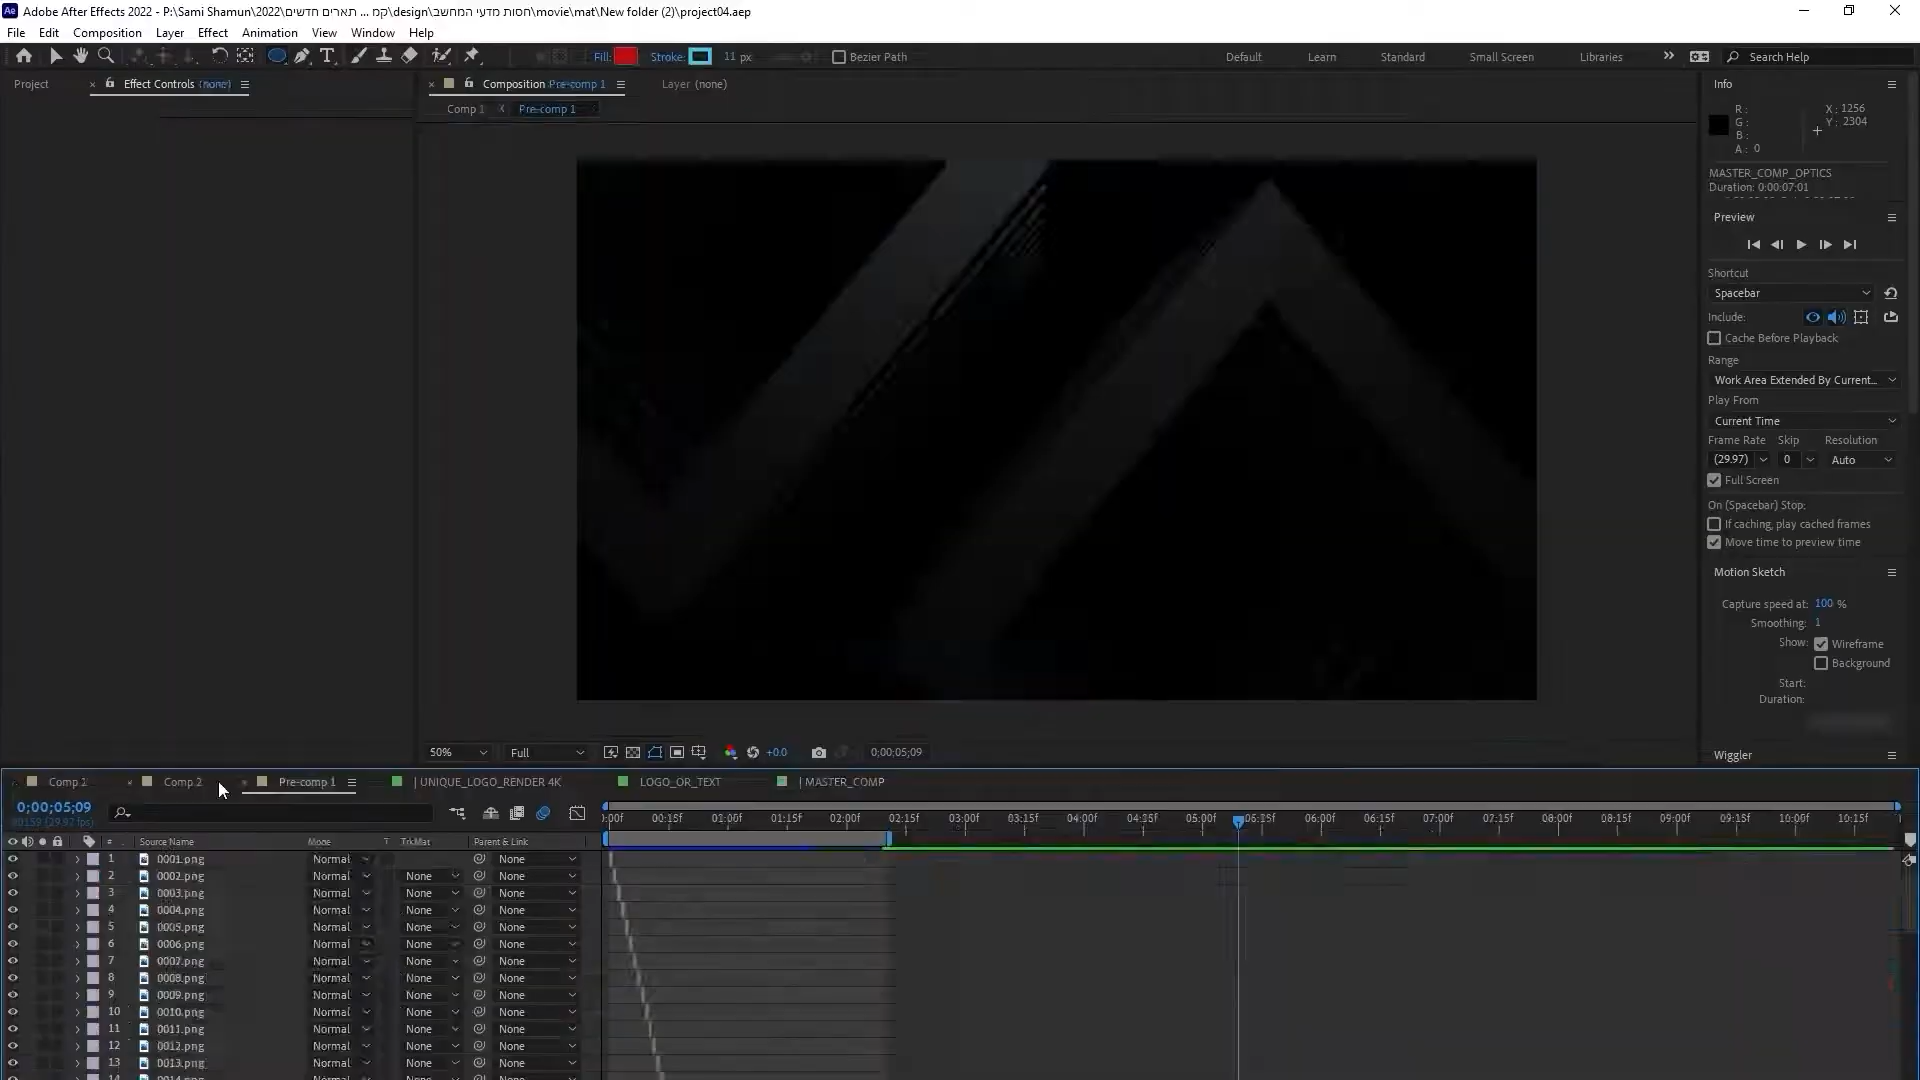 Adobe After Effects 2022 - P:\Sami Shamun\2022\קמ ... תארים חדשים\design\חסות מדעי המחשב\movie\mat\New folder (2)\project04.aep
File Edit Composition Layer Effect Animation View Window Help
Fill: Stroke: 11 px Bezier Path Default Learn Standard Small Screen Libraries Search Help
Project Effect Controls (none) Composition Pre-comp 1 Layer (none)
Comp 1 Pre-comp 1
Info
R:
G:
B:
A: 0
X: 1256
Y: 2304
MASTER_COMP_OPTICS
Duration: 0:00:07:01
Preview
Shortcut
Spacebar
Include:
Cache Before Playback
Range
Work Area Extended By Current...
Play From
Current Time
Frame Rate Skip Resolution
(29.97) 0 Auto
Full Screen
On (Spacebar) Stop:
If caching, play cached frames
Move time to preview time
Motion Sketch
Capture speed at: 100 %
Smoothing: 1
Show: Wireframe
Background
Start:
Duration:
Wiggler
50% Full +0.0 0;00;05;09
Comp 2 Pre-comp 1 | UNIQUE_LOGO_RENDER 4K LOGO_OR_TEXT | MASTER_COMP
0;00;05;09
00159 (29.97 fps)
:00f 00:15f 01:00f 01:15f 02:00f 02:15f 03:00f 03:15f 04:00f 04:15f 05:00f 05:15f 06:00f 06:15f 07:00f 07:15f 08:00f 08:15f 09:00f 09:15f 10:00f 10:15f
# Source Name Mode T TrkMat Parent & Link
1 0001.png Normal None
2 0002.png Normal None None
3 0003.png Normal None None
4 0004.png Normal None None
5 0005.png Normal None None
6 0006.png Normal None None
7 Normal None None
8 0008.png Normal None None
9 0009.png Normal None None
10 0010.png Normal None None
11 0011.png Normal None None
12 0012.png Normal None None
13 0013.png Normal None None